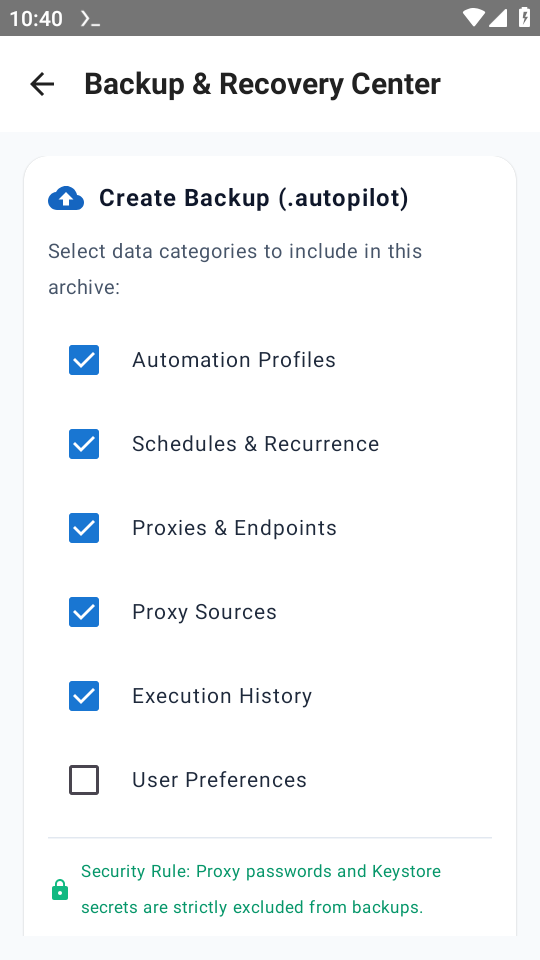 10:40
Backup & Recovery Center
Create Backup (.autopilot)
Select data categories to include in this
archive:
Automation Profiles
Schedules & Recurrence
Proxies & Endpoints
Proxy Sources
Execution History
User Preferences
Security Rule: Proxy passwords and Keystore
secrets are strictly excluded from backups.